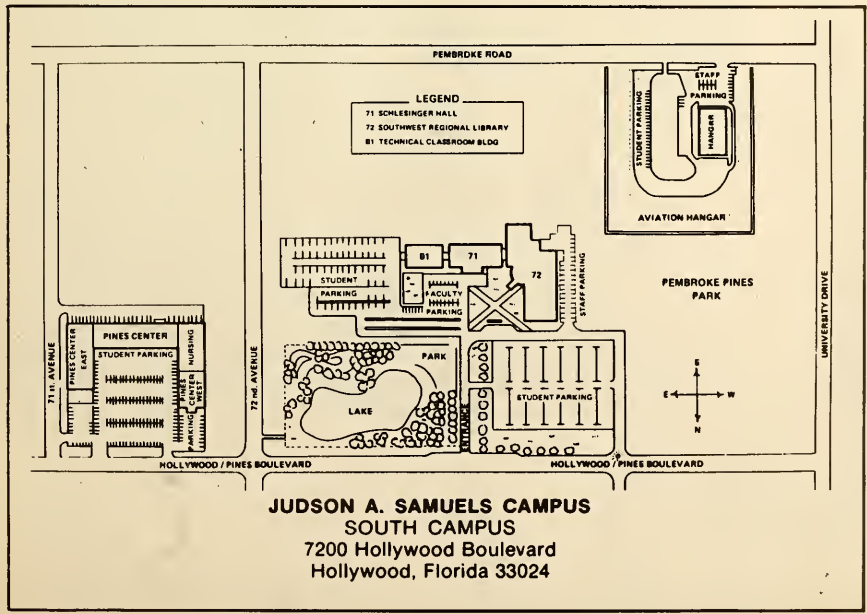 PEMBROKE ROAD
LEGEND
71 SCHLESINGER HALL
72 SOUTHWEST REGIONAL LIBRARY
B1 TECHNICAL CLASSROOM BLDG
STAFF
PARKING
STUDENT PARKING
HANGAR
AVIATION HANGAR
B1
71
72
STUDENT
PARKING
FACULTY
PARKING
STAFF PARKING
PEMBROKE PINES
PARK
UNIVERSITY DRIVE
71 st. AVENUE
PINES CENTER
EAST
PINES CENTER
STUDENT PARKING
NURSING
PINES
CENTER
WEST
PARKING
72 nd. AVENUE
PARK
LAKE
ENTRANCE
STUDENT PARKING
S
E
W
N
HOLLYWOOD / PINES BOULEVARD
HOLLYWOOD / PINES BOULEVARD
JUDSON A. SAMUELS CAMPUS
SOUTH CAMPUS
7200 Hollywood Boulevard
Hollywood, Florida 33024